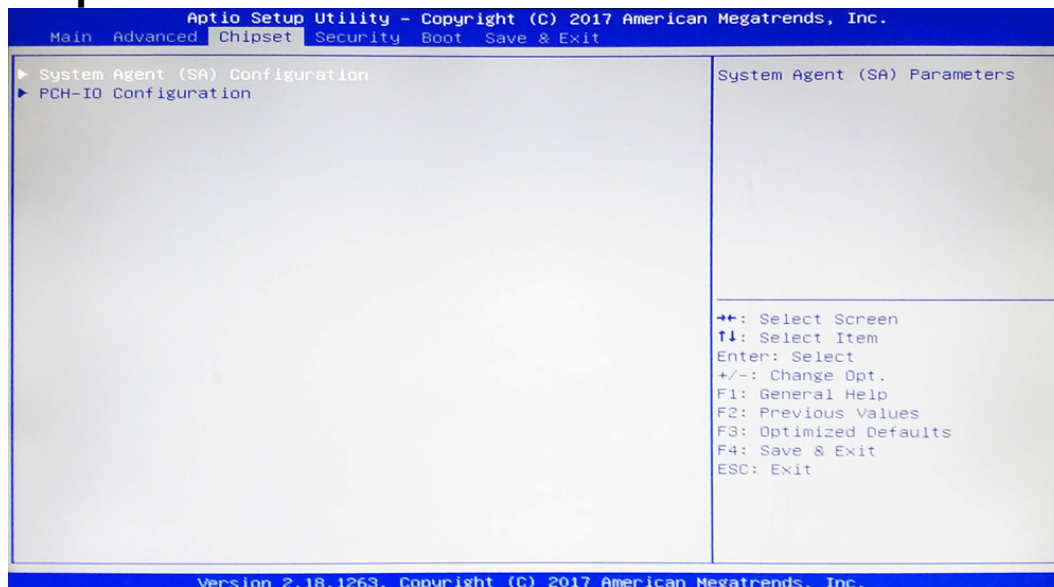 Aptio Setup Utility – Copyright (C) 2017 American Megatrends, Inc.
Main Advanced Chipset Security Boot Save & Exit
▶ System Agent (SA) Configuration
▶ PCH-IO Configuration
System Agent (SA) Parameters
→←: Select Screen
↑↓: Select Item
Enter: Select
+/-: Change Opt.
F1: General Help
F2: Previous Values
F3: Optimized Defaults
F4: Save & Exit
ESC: Exit
Version 2.18.1263. Copyright (C) 2017 American Megatrends, Inc.